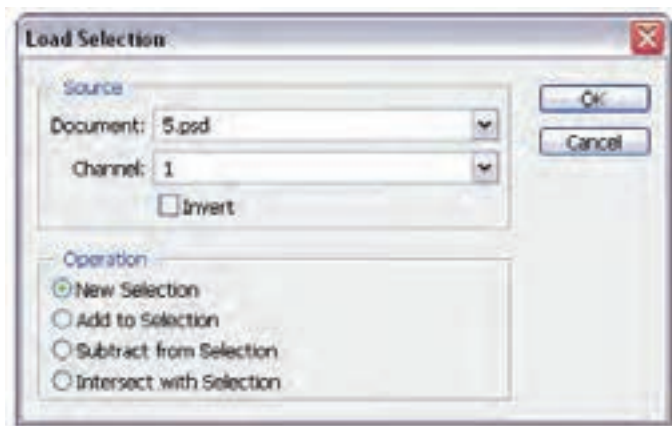 Load Selection
Source
Document: 5.psd
Channel: 1
Invert
Operation
New Selection
Add to Selection
Subtract from Selection
Intersect with Selection
OK
Cancel